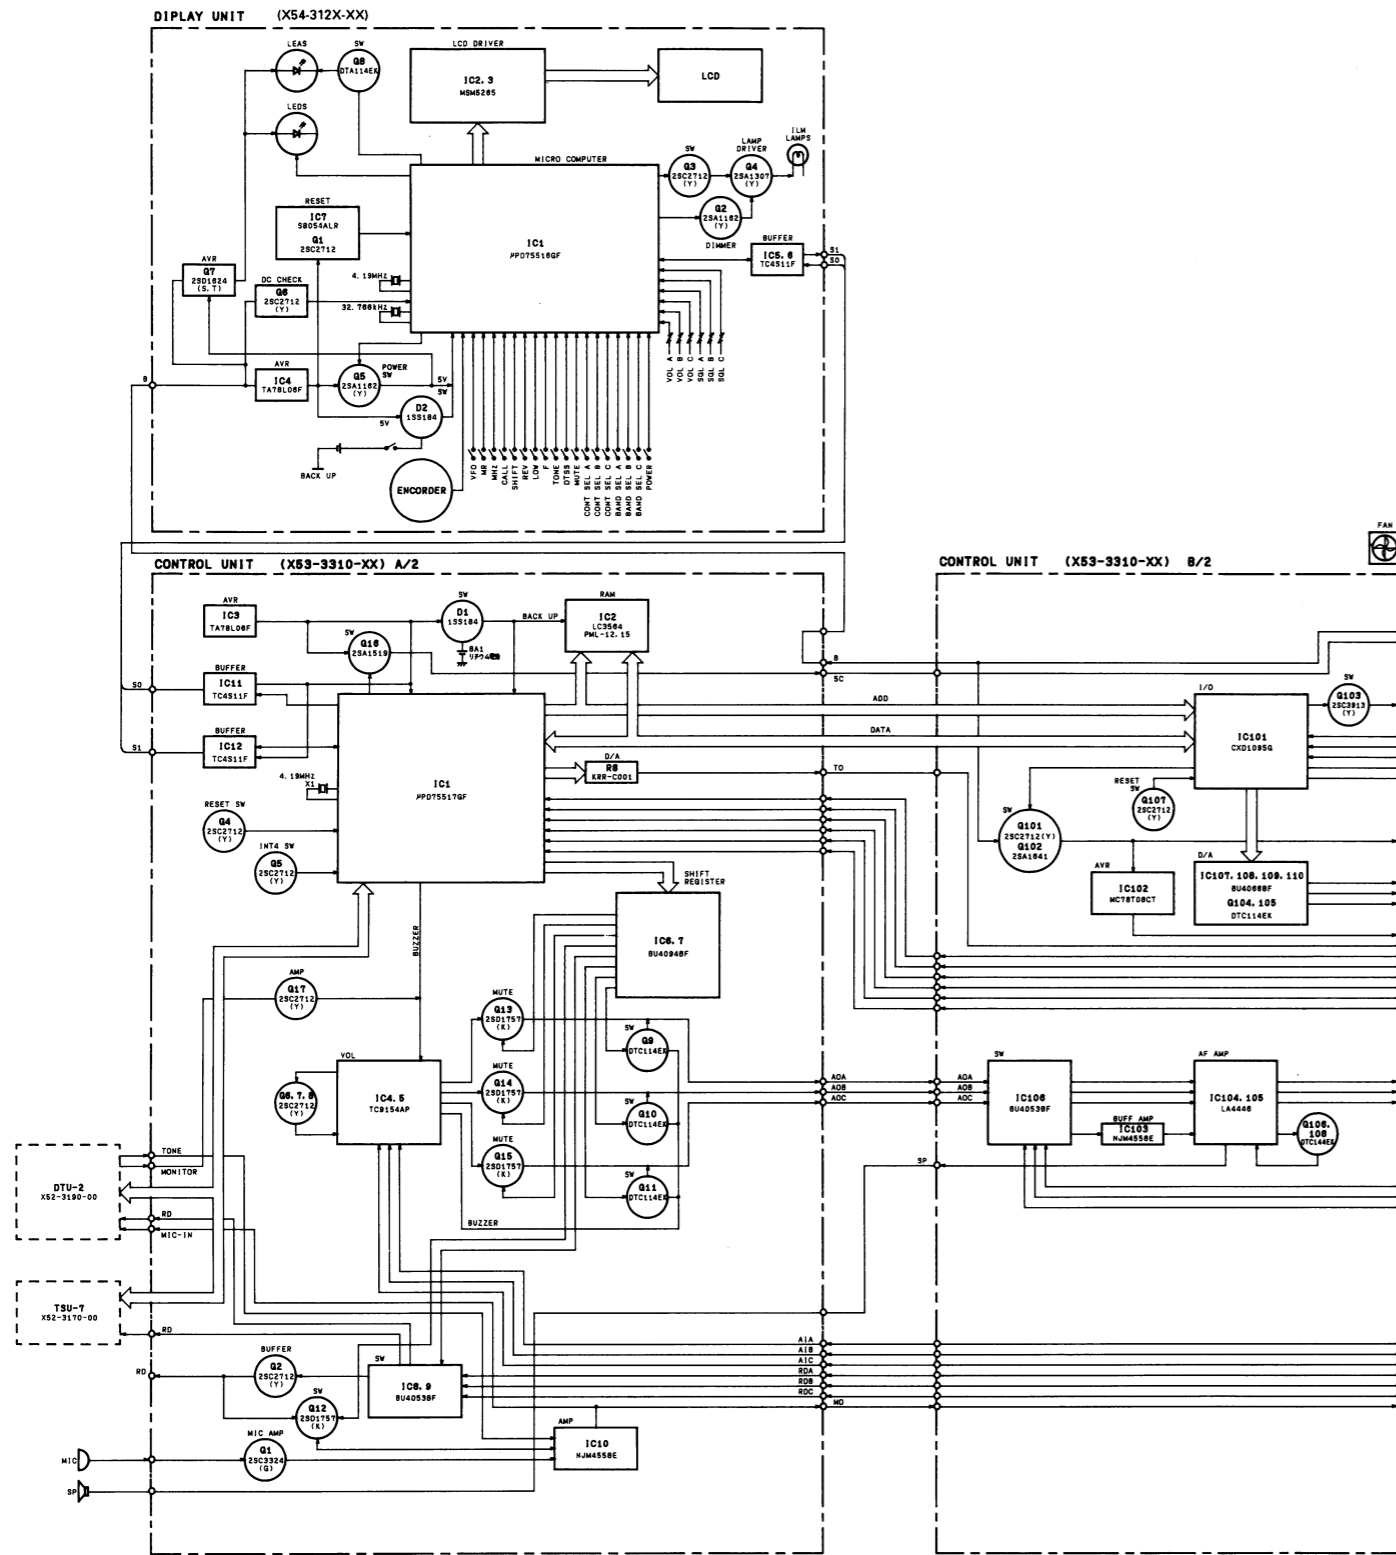 DIPLAY UNIT (X54-312X-XX)
LEAS
SW
Q8
DTA114EK
LCD DRIVER
IC2.3
MSM5265
LCD
LEDS
MICRO COMPUTER
IC1
μPD75516GF
SW
Q3
2SC2712
(Y)
LAMP
DRIVER
Q4
2SA1307
(Y)
ILM
LAMPS
Q2
2SA1162
(Y)
DIMMER
RESET
IC7
S8054ALR
Q1
2SC2712
BUFFER
IC5.6
TC4S11F
S1
S0
AVR
Q7
2SD1624
(S.T)
DC CHECK
Q6
2SC2712
(Y)
4.19MHZ
32.768kHz
AVR
IC4
TA78L06F
Q5
2SA1162
(Y)
POWER
SW
5V
SW
D2
1SS184
5V
B
BACK UP
ENCORDER
VFO
MR
MHZ
CALL
SHIFT
REV
LOW
F
TONE
DTSS
MUTE
CONT SEL A
CONT SEL B
CONT SEL C
BAND SEL A
BAND SEL B
BAND SEL C
POWER
VOL A
VOL B
VOL C
SQL A
SQL B
SQL C
FAN
CONTROL UNIT (X53-3310-XX) A/2
AVR
IC3
TA78L06F
SW
D1
1SS184
BACK UP
BA1
リチウム電池
RAM
IC2
LC3564
PML-12.15
SW
Q16
2SA1519
BUFFER
IC11
TC4S11F
S0
BUFFER
IC12
TC4S11F
S1
4.19MHZ
X1
IC1
μPD75517GF
B
SC
ADD
DATA
D/A
R8
KRR-C001
TO
RESET SW
Q4
2SC2712
(Y)
INT4 SW
Q5
2SC2712
(Y)
BUZZER
SHIFT
REGISTER
IC6.7
BU4094BF
AMP
Q17
2SC2712
(Y)
MUTE
Q13
2SD1757
(K)
SW
Q9
DTC114EK
VOL
IC4.5
TC9154AP
Q6.7.8
2SC2712
(Y)
MUTE
Q14
2SD1757
(K)
SW
Q10
DTC114EK
MUTE
Q15
2SD1757
(K)
SW
Q11
DTC114EK
BUZZER
AOA
AOB
AOC
DTU-2
X52-3190-00
TONE
MONITOR
RD
MIC-IN
TSU-7
X52-3170-00
RD
RD
BUFFER
Q2
2SC2712
(Y)
SW
IC8.9
BU4053BF
SW
Q12
2SD1757
(K)
MIC AMP
Q1
2SC3324
(G)
AMP
IC10
NJM4558E
MIC
SP
AIA
AIB
AIC
RDA
RDB
RDC
MO
CONTROL UNIT (X53-3310-XX) B/2
I/O
IC101
CXD1095Q
SW
Q103
2SC3913
(Y)
RESET
SW
Q107
2SC2712
(Y)
SW
Q101
2SC2712(Y)
Q102
2SA1641
AVR
IC102
MC78T08CT
D/A
IC107.108.109.110
BU4066BF
Q104.105
DTC114EK
AOA
AOB
AOC
SW
IC106
BU4053BF
BUFF AMP
IC103
NJM4558E
AF AMP
IC104.105
LA4446
Q106.
108
DTC144EK
SP